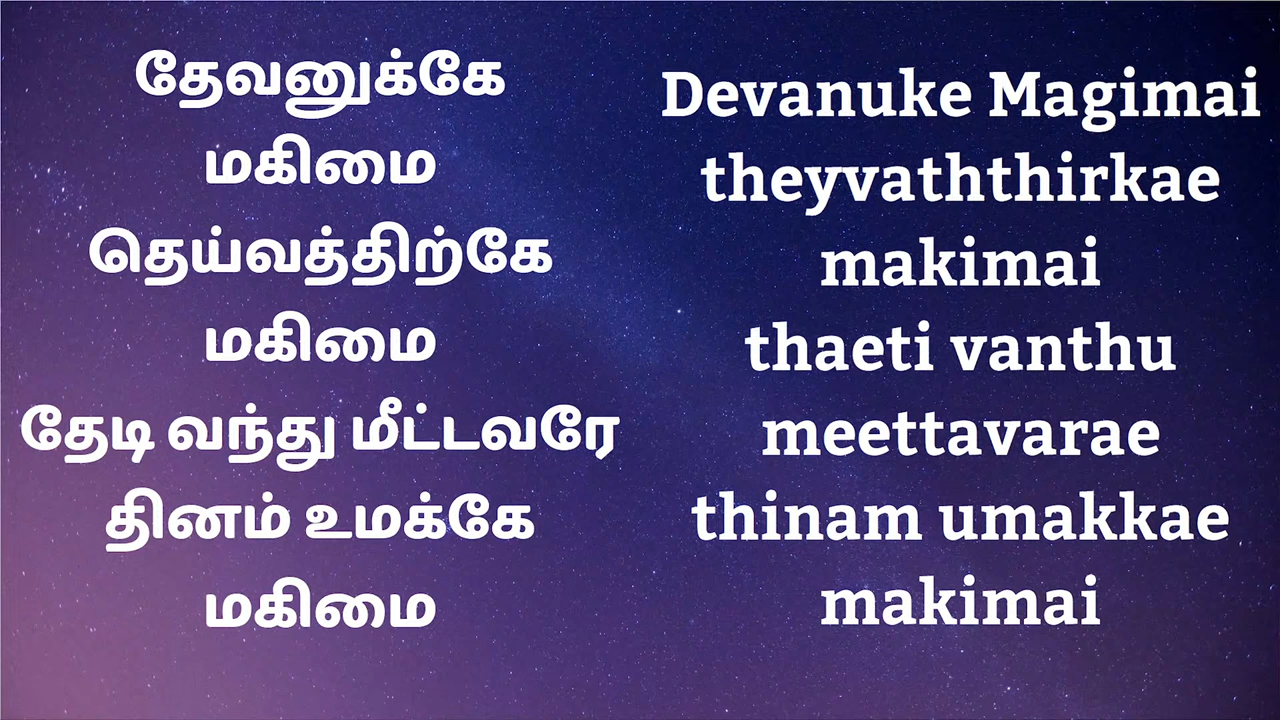 தேவனுக்கே
மகிமை
தெய்வத்திற்கே
மகிமை
தேடி வந்து மீட்டவரே
தினம் உமக்கே
மகிமை
Devanuke Magimai
theyvaththirkae
makimai
thaeti vanthu
meettavarae
thinam umakkae
makimai